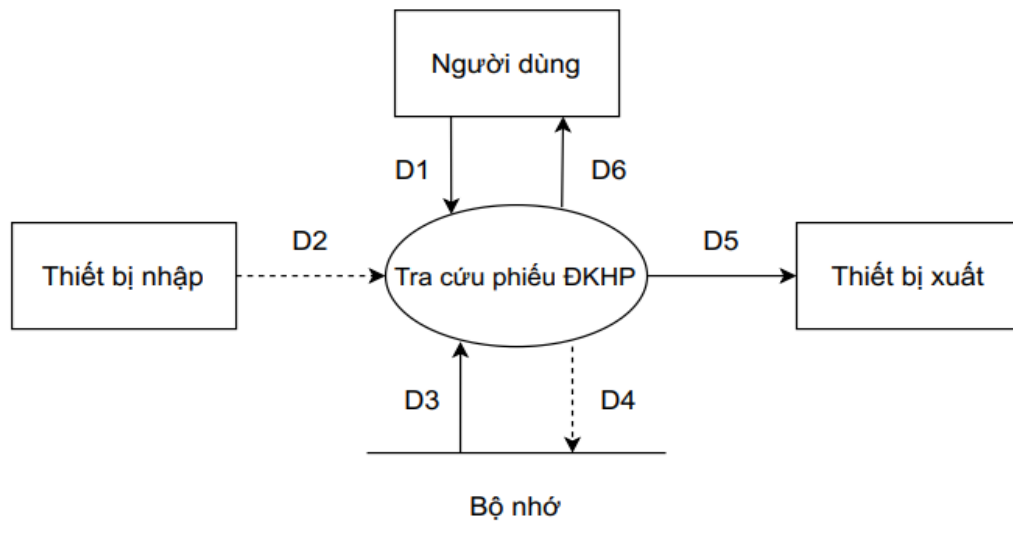 Người dùng
D1
D6
D2
D5
Thiết bị nhập
Tra cứu phiếu ĐKHP
Thiết bị xuất
D3
D4
Bộ nhớ